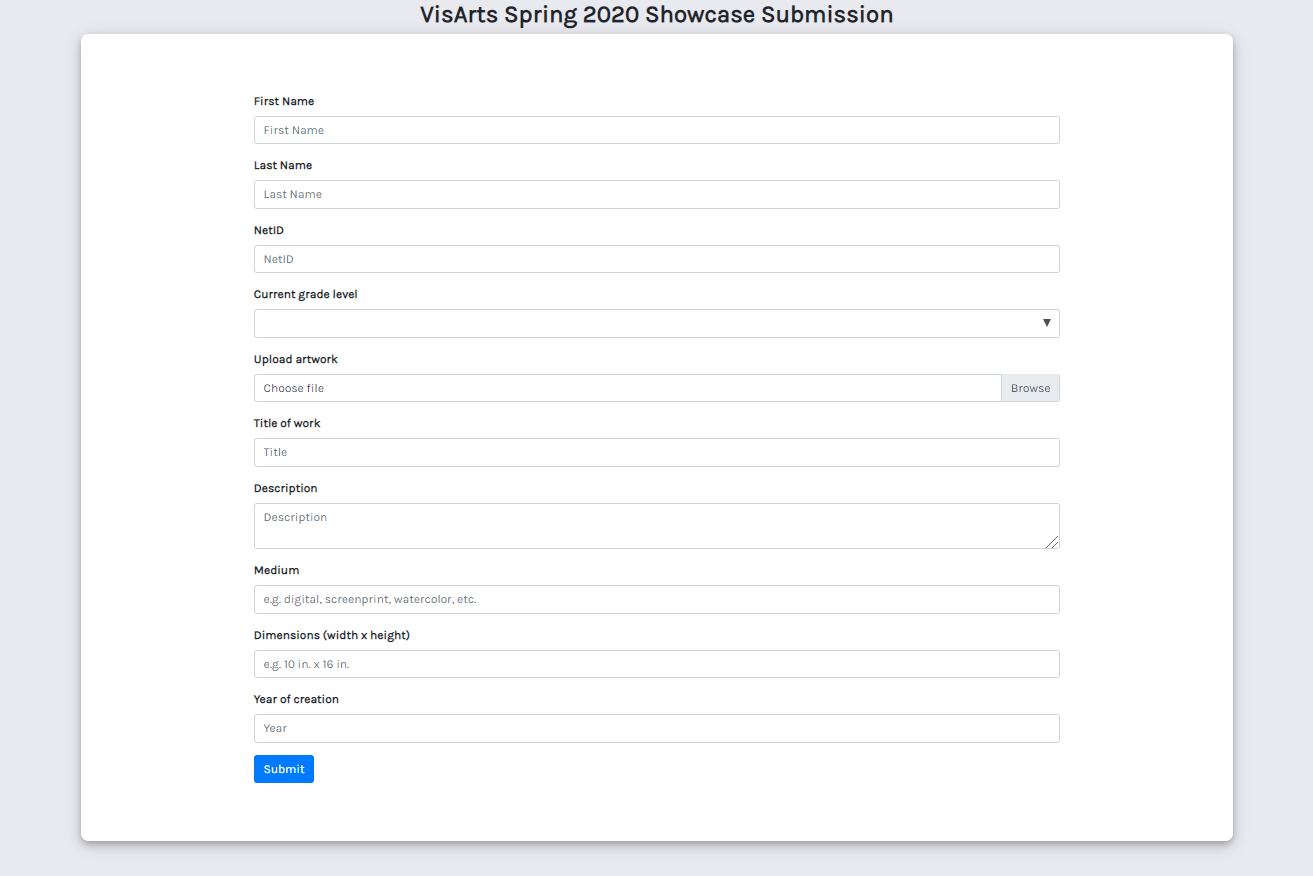 VisArts Spring 2020 Showcase Submission
First Name
First Name
Last Name
Last Name
NetID
NetID
Current grade level
Upload artwork
Choose file Browse
Title of work
Title
Description
Description
Medium
e.g. digital, screenprint, watercolor, etc.
Dimensions (width x height)
e.g. 10 in. x 16 in.
Year of creation
Year
Submit